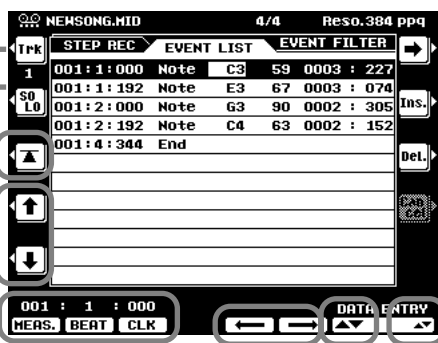 NEWSONG.MID 4/4 Reso.384 ppq
Trk STEP REC EVENT LIST EVENT FILTER
1
001:1:000 Note C3 59 0003 : 227
001:1:192 Note E3 67 0003 : 074
SO LO 001:2:000 Note G3 90 0002 : 305 Ins.
001:2:192 Note C4 63 0002 : 152
001:4:344 End
Del.
CAN Cel
001 : 1 : 000 DATA ENTRY
MEAS. BEAT CLK